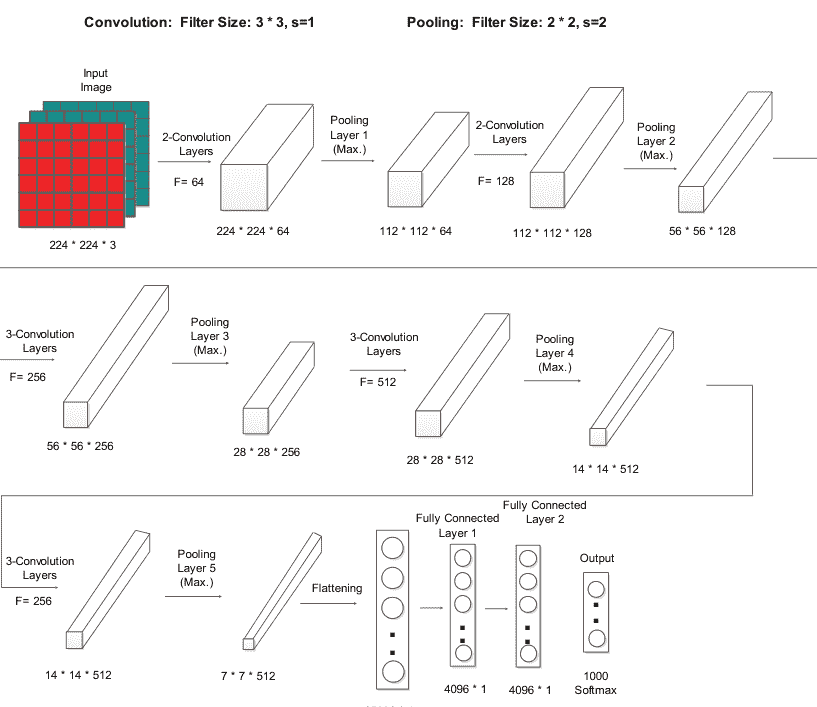 Convolution: Filter Size: 3 * 3, s=1
Pooling: Filter Size: 2 * 2, s=2
Input
Image
224 * 224 * 3
2-Convolution
Layers
F= 64
224 * 224 * 64
Pooling
Layer 1
(Max.)
112 * 112 * 64
2-Convolution
Layers
F= 128
112 * 112 * 128
Pooling
Layer 2
(Max.)
56 * 56 * 128
3-Convolution
Layers
F= 256
56 * 56 * 256
Pooling
Layer 3
(Max.)
28 * 28 * 256
3-Convolution
Layers
F= 512
28 * 28 * 512
Pooling
Layer 4
(Max.)
14 * 14 * 512
3-Convolution
Layers
F= 256
14 * 14 * 512
Pooling
Layer 5
(Max.)
7 * 7 * 512
Flattening
Fully Connected
Layer 1
4096 * 1
Fully Connected
Layer 2
4096 * 1
Output
1000
Softmax